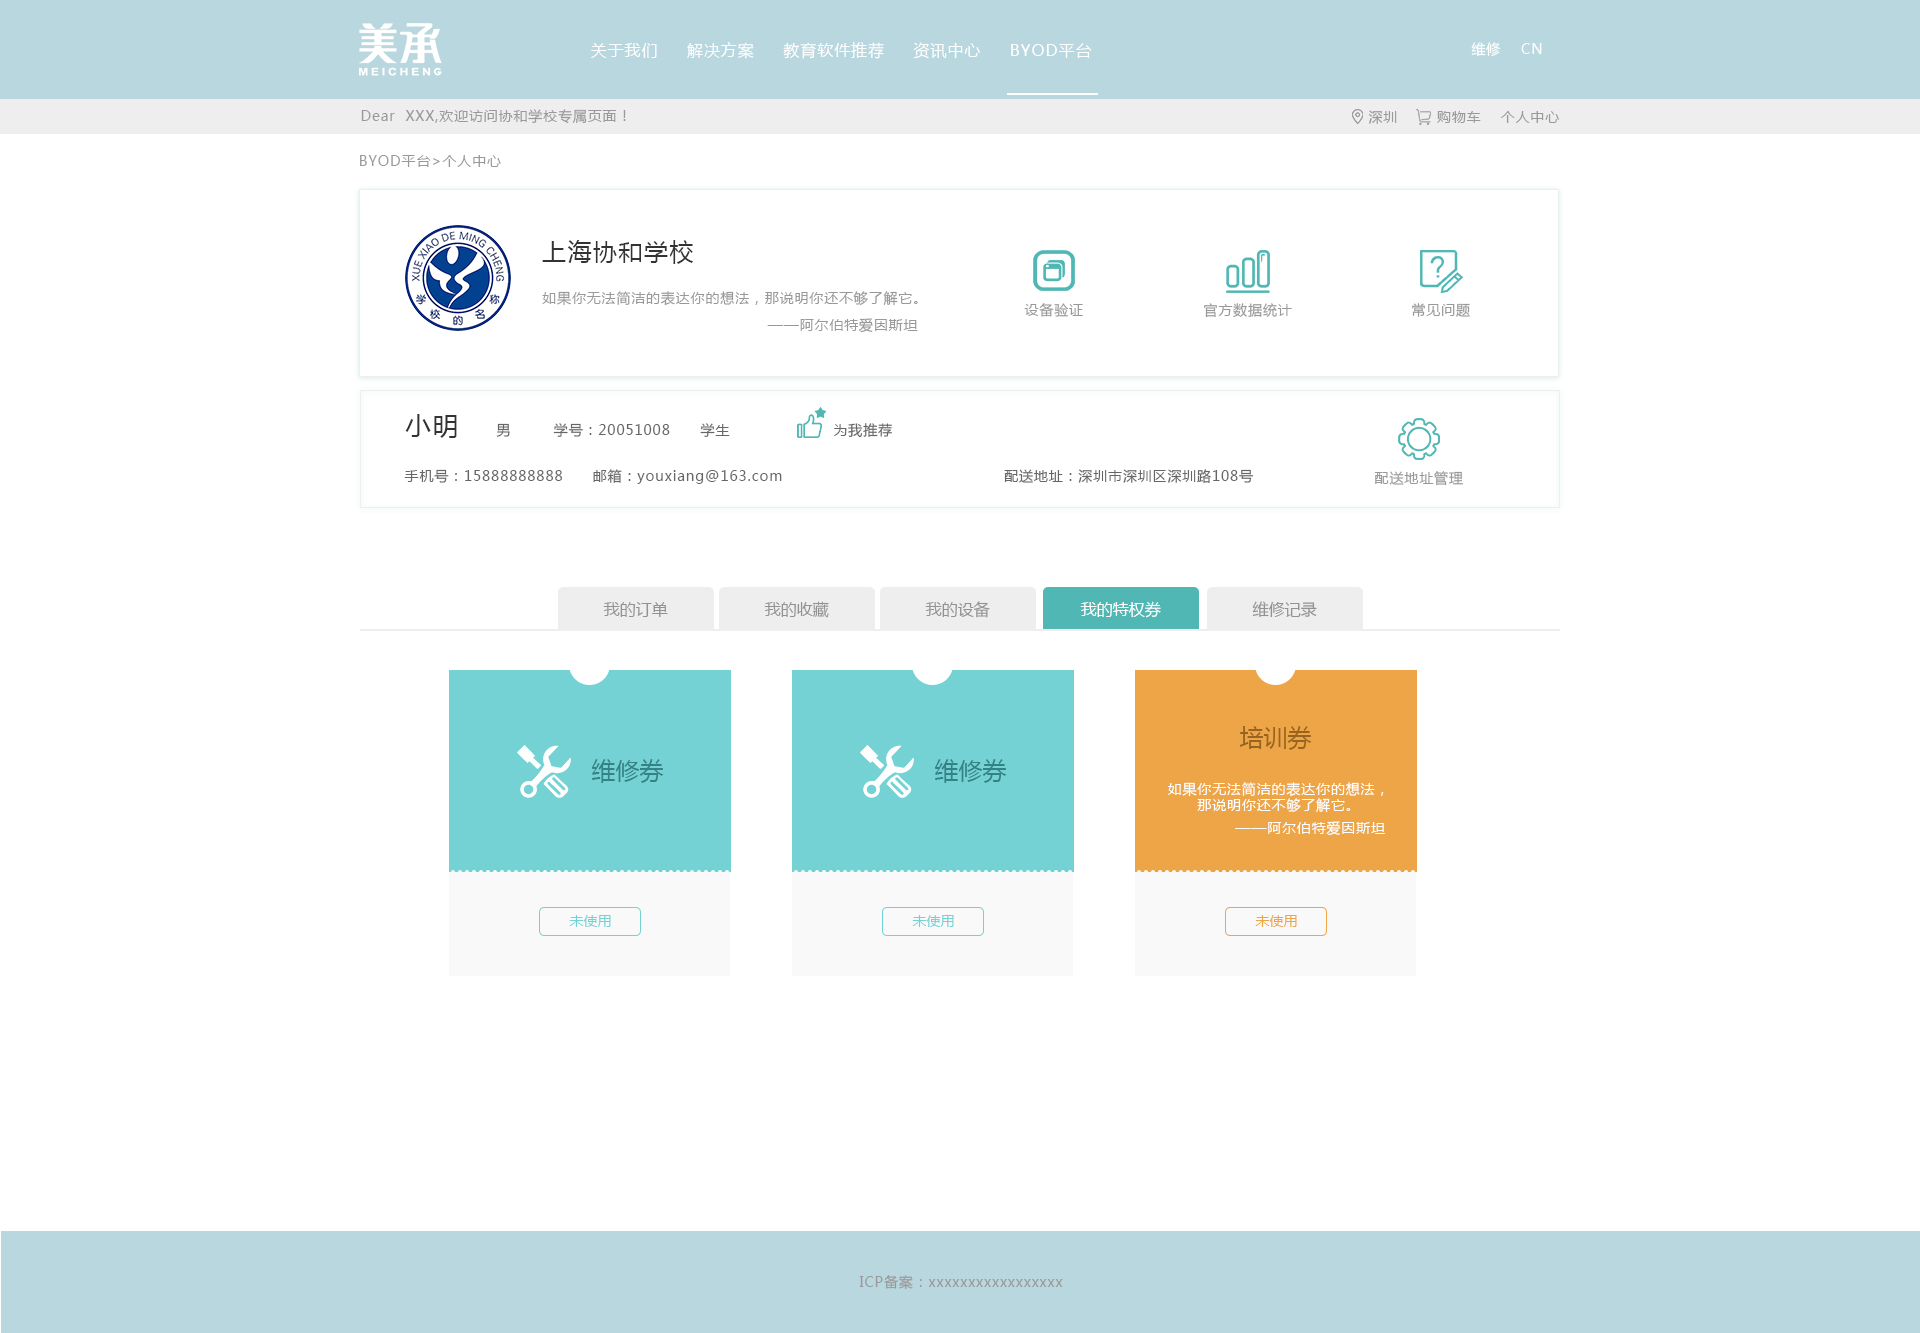 美承
MEICHENG
关于我们 解决方案 教育软件推荐 资讯中心 BYOD平台 维修 CN
Dear XXX,欢迎访问协和学校专属页面！ 深圳 购物车 个人中心
BYOD平台>个人中心
XUE XIAO DE MING CHENG
学校的名称
上海协和学校
如果你无法简洁的表达你的想法，那说明你还不够了解它。
——阿尔伯特爱因斯坦
设备验证 官方数据统计 常见问题
小明 男 学号：20051008 学生 为我推荐
手机号：15888888888 邮箱：youxiang@163.com 配送地址：深圳市深圳区深圳路108号 配送地址管理
我的订单 我的收藏 我的设备 我的特权券 维修记录
维修券
未使用
维修券
未使用
培训券
如果你无法简洁的表达你的想法，
那说明你还不够了解它。
——阿尔伯特爱因斯坦
未使用
ICP备案：xxxxxxxxxxxxxxxxx